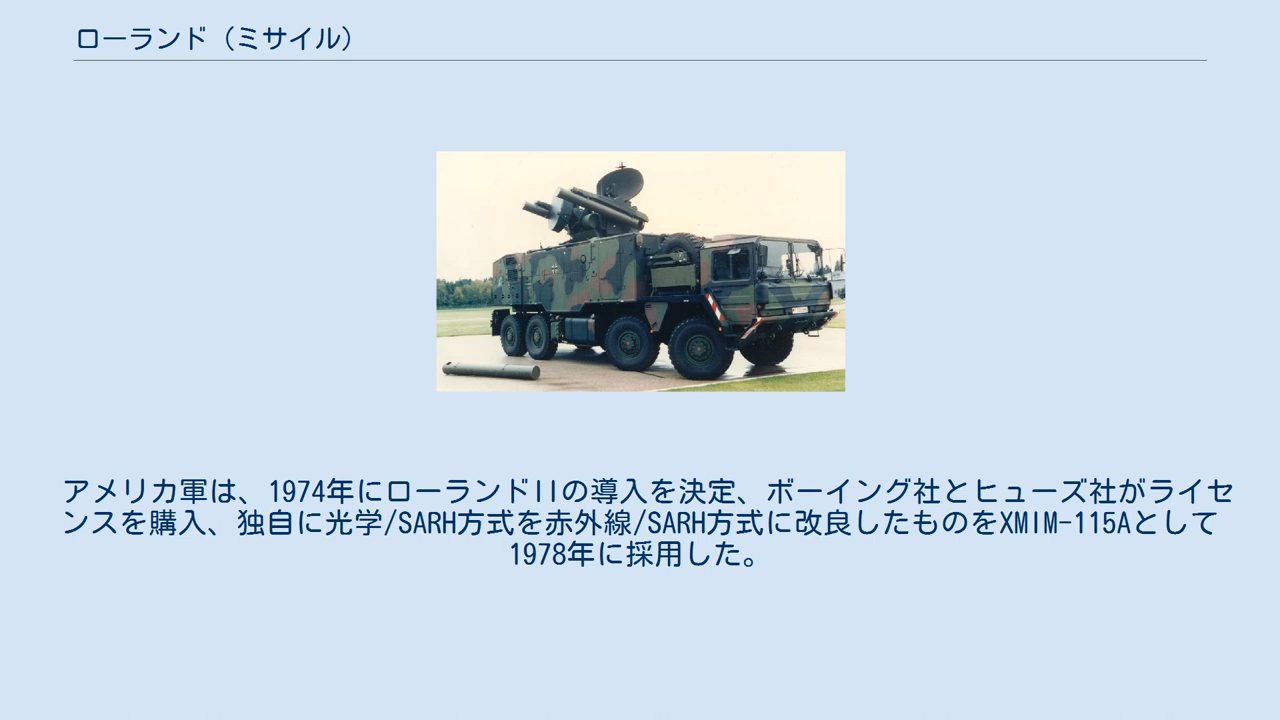 ローランド（ミサイル）
アメリカ軍は、1974年にローランドIIの導入を決定、ボーイング社とヒューズ社がライセ
ンスを購入、独自に光学/SARH方式を赤外線/SARH方式に改良したものをXMIM-115Aとして
1978年に採用した。